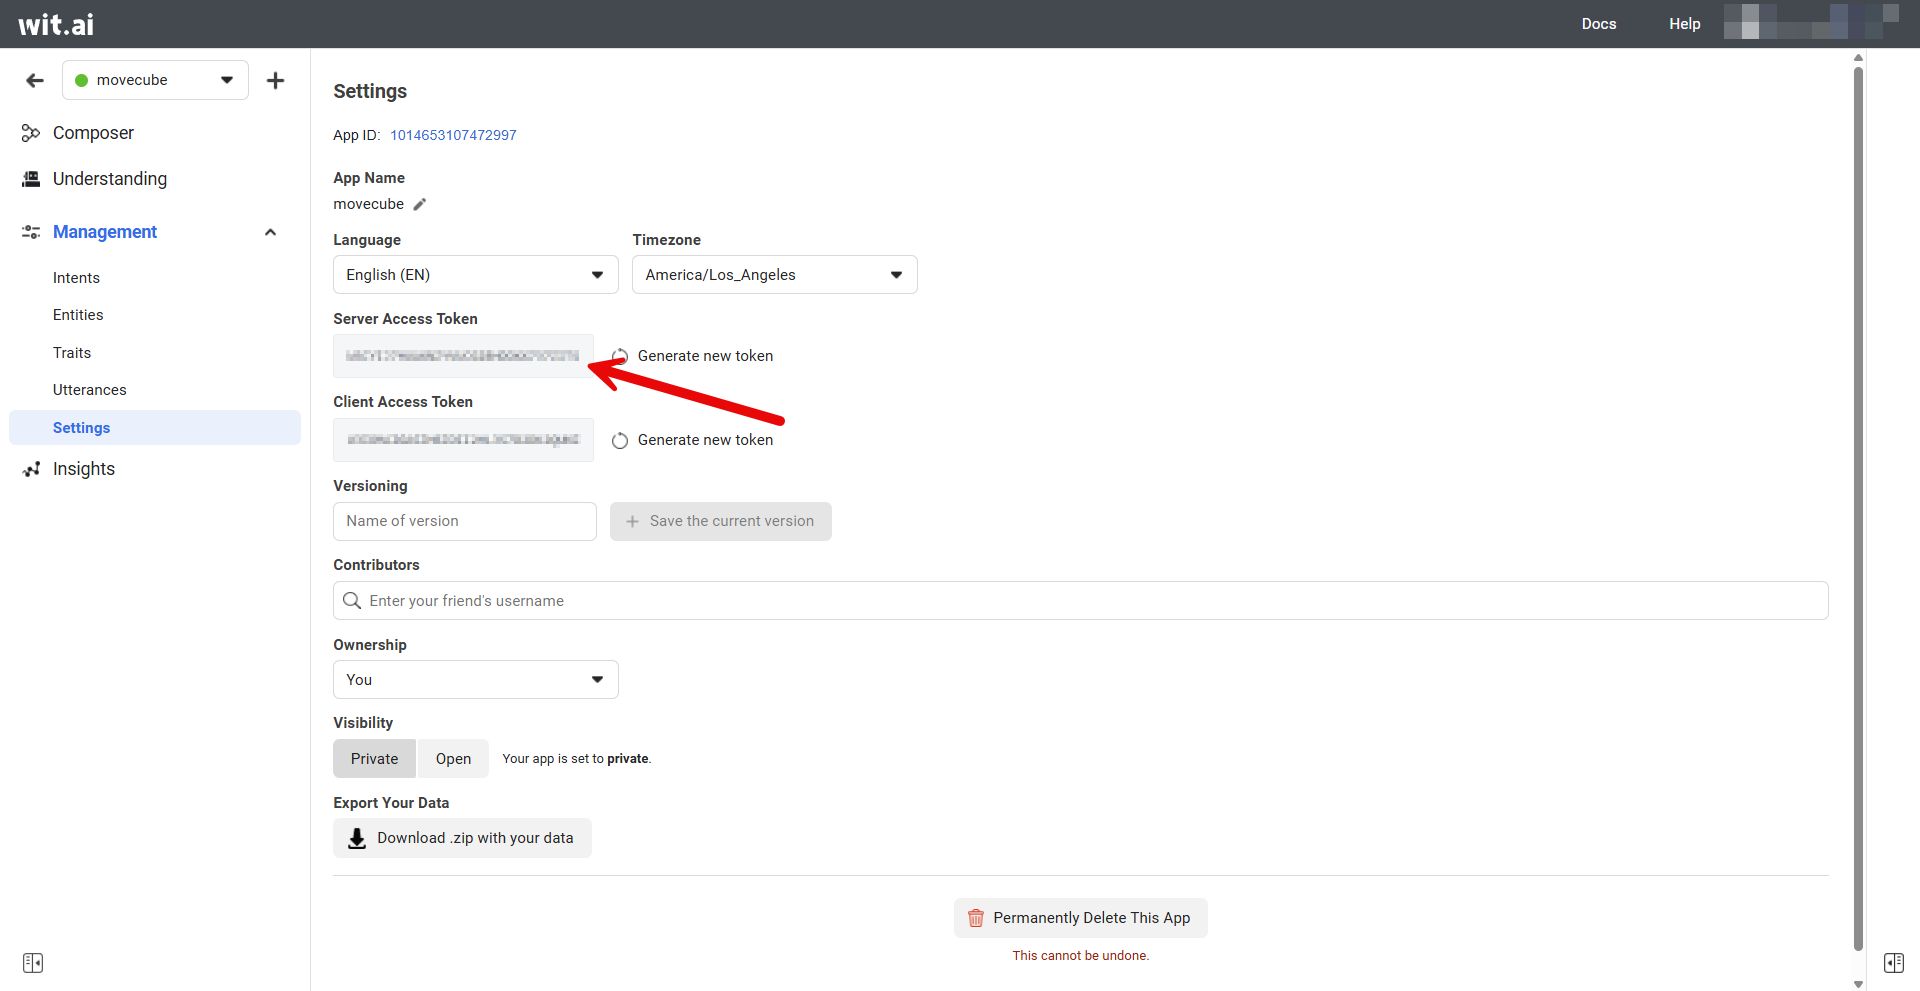 wit.ai
Docs
Help
movecube
Composer
Understanding
Management
Intents
Entities
Traits
Utterances
Settings
Insights
Settings
App ID: 1014653107472997
App Name
movecube
Language
Timezone
English (EN)
America/Los_Angeles
Server Access Token
Generate new token
Client Access Token
Generate new token
Versioning
Name of version
Save the current version
Contributors
Enter your friend's username
Ownership
You
Visibility
Private
Open
Your app is set to private.
Export Your Data
Download .zip with your data
Permanently Delete This App
This cannot be undone.